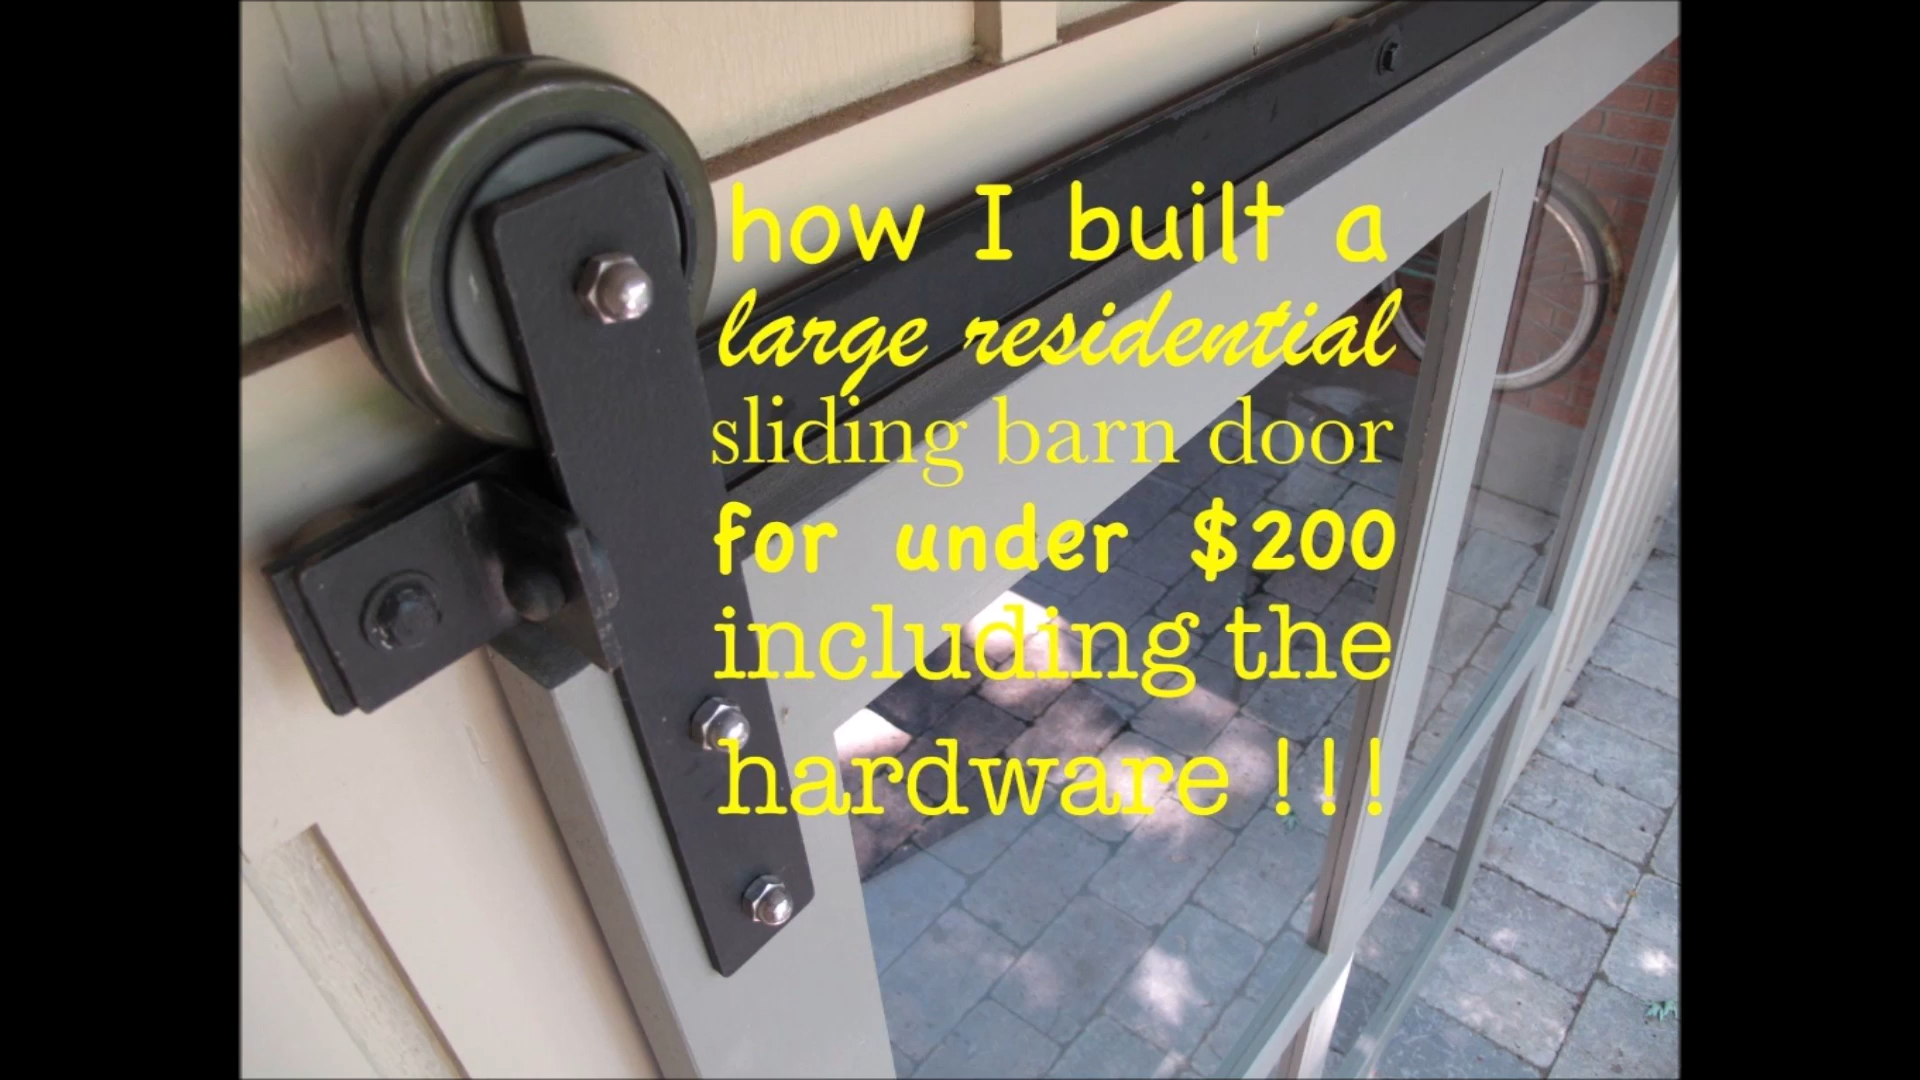 how I built a
large residential
sliding barn door
for under $200
including the
hardware !!!